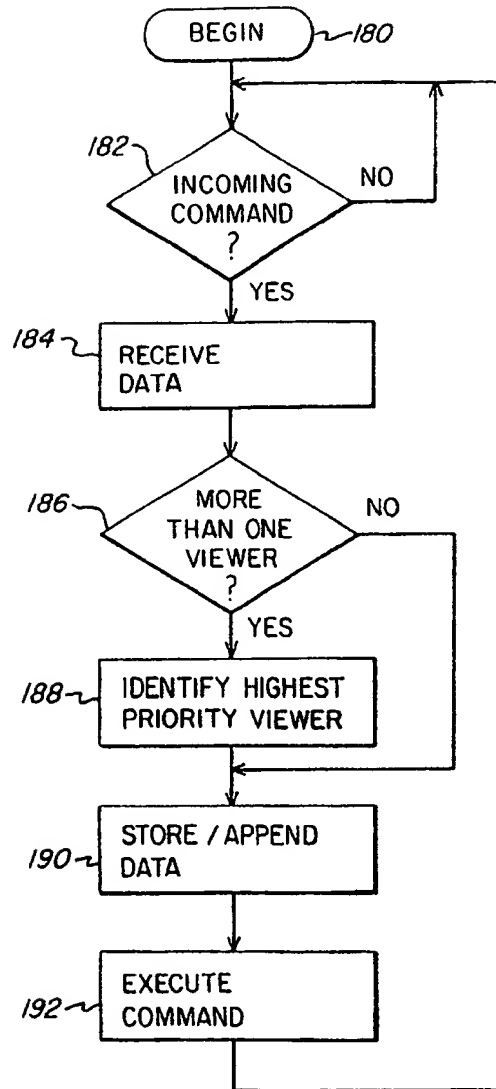 BEGIN
180
182
INCOMING
COMMAND
?
NO
YES
184
RECEIVE
DATA
186
MORE
THAN ONE
VIEWER
?
NO
YES
188
IDENTIFY HIGHEST
PRIORITY VIEWER
190
STORE / APPEND
DATA
192
EXECUTE
COMMAND